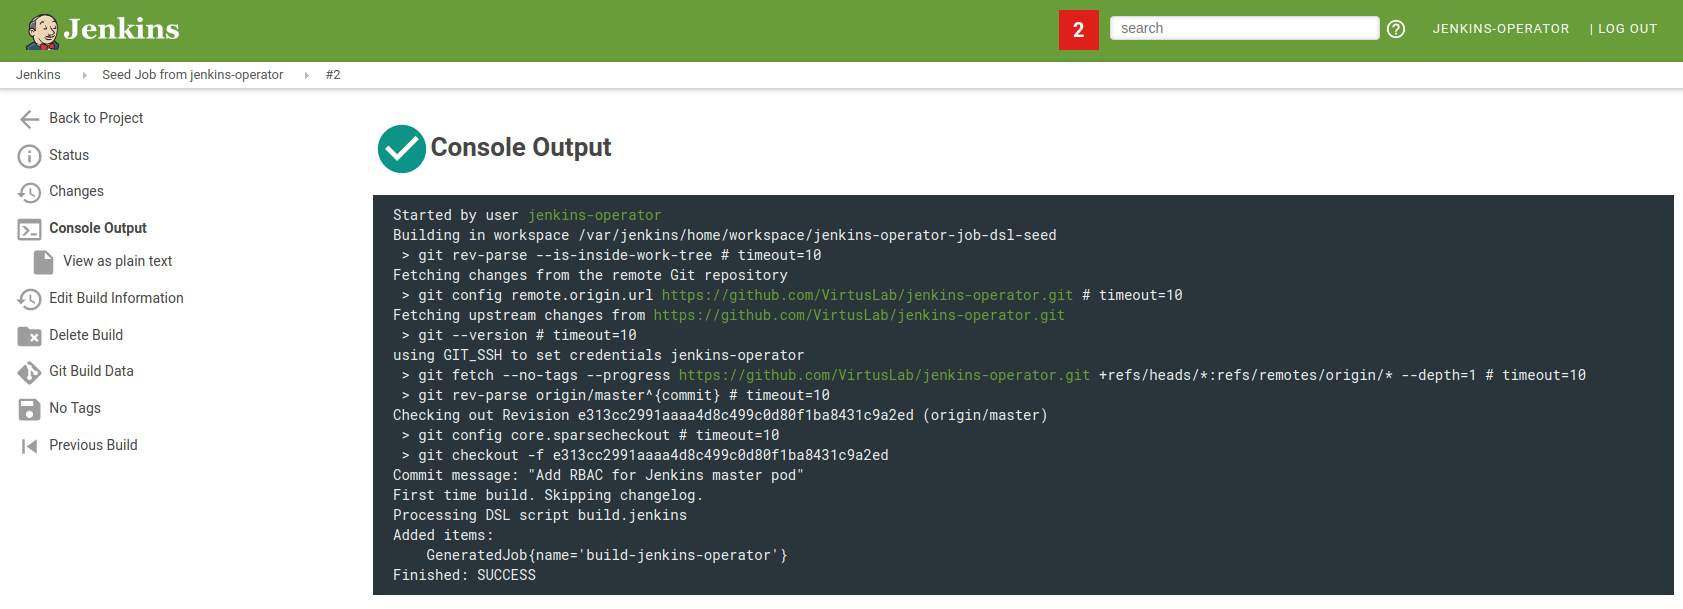 Jenkins
2
search
JENKINS-OPERATOR
| LOG OUT
Jenkins
Seed Job from jenkins-operator
#2
Back to Project
Status
Changes
Console Output
View as plain text
Edit Build Information
Delete Build
Git Build Data
No Tags
Previous Build
Console Output
Started by user jenkins-operator
Building in workspace /var/jenkins/home/workspace/jenkins-operator-job-dsl-seed
 > git rev-parse --is-inside-work-tree # timeout=10
Fetching changes from the remote Git repository
 > git config remote.origin.url https://github.com/VirtusLab/jenkins-operator.git # timeout=10
Fetching upstream changes from https://github.com/VirtusLab/jenkins-operator.git
 > git --version # timeout=10
using GIT_SSH to set credentials jenkins-operator
 > git fetch --no-tags --progress https://github.com/VirtusLab/jenkins-operator.git +refs/heads/*:refs/remotes/origin/* --depth=1 # timeout=10
 > git rev-parse origin/master^{commit} # timeout=10
Checking out Revision e313cc2991aaaa4d8c499c0d80f1ba8431c9a2ed (origin/master)
 > git config core.sparsecheckout # timeout=10
 > git checkout -f e313cc2991aaaa4d8c499c0d80f1ba8431c9a2ed
Commit message: "Add RBAC for Jenkins master pod"
First time build. Skipping changelog.
Processing DSL script build.jenkins
Added items:
    GeneratedJob{name='build-jenkins-operator'}
Finished: SUCCESS